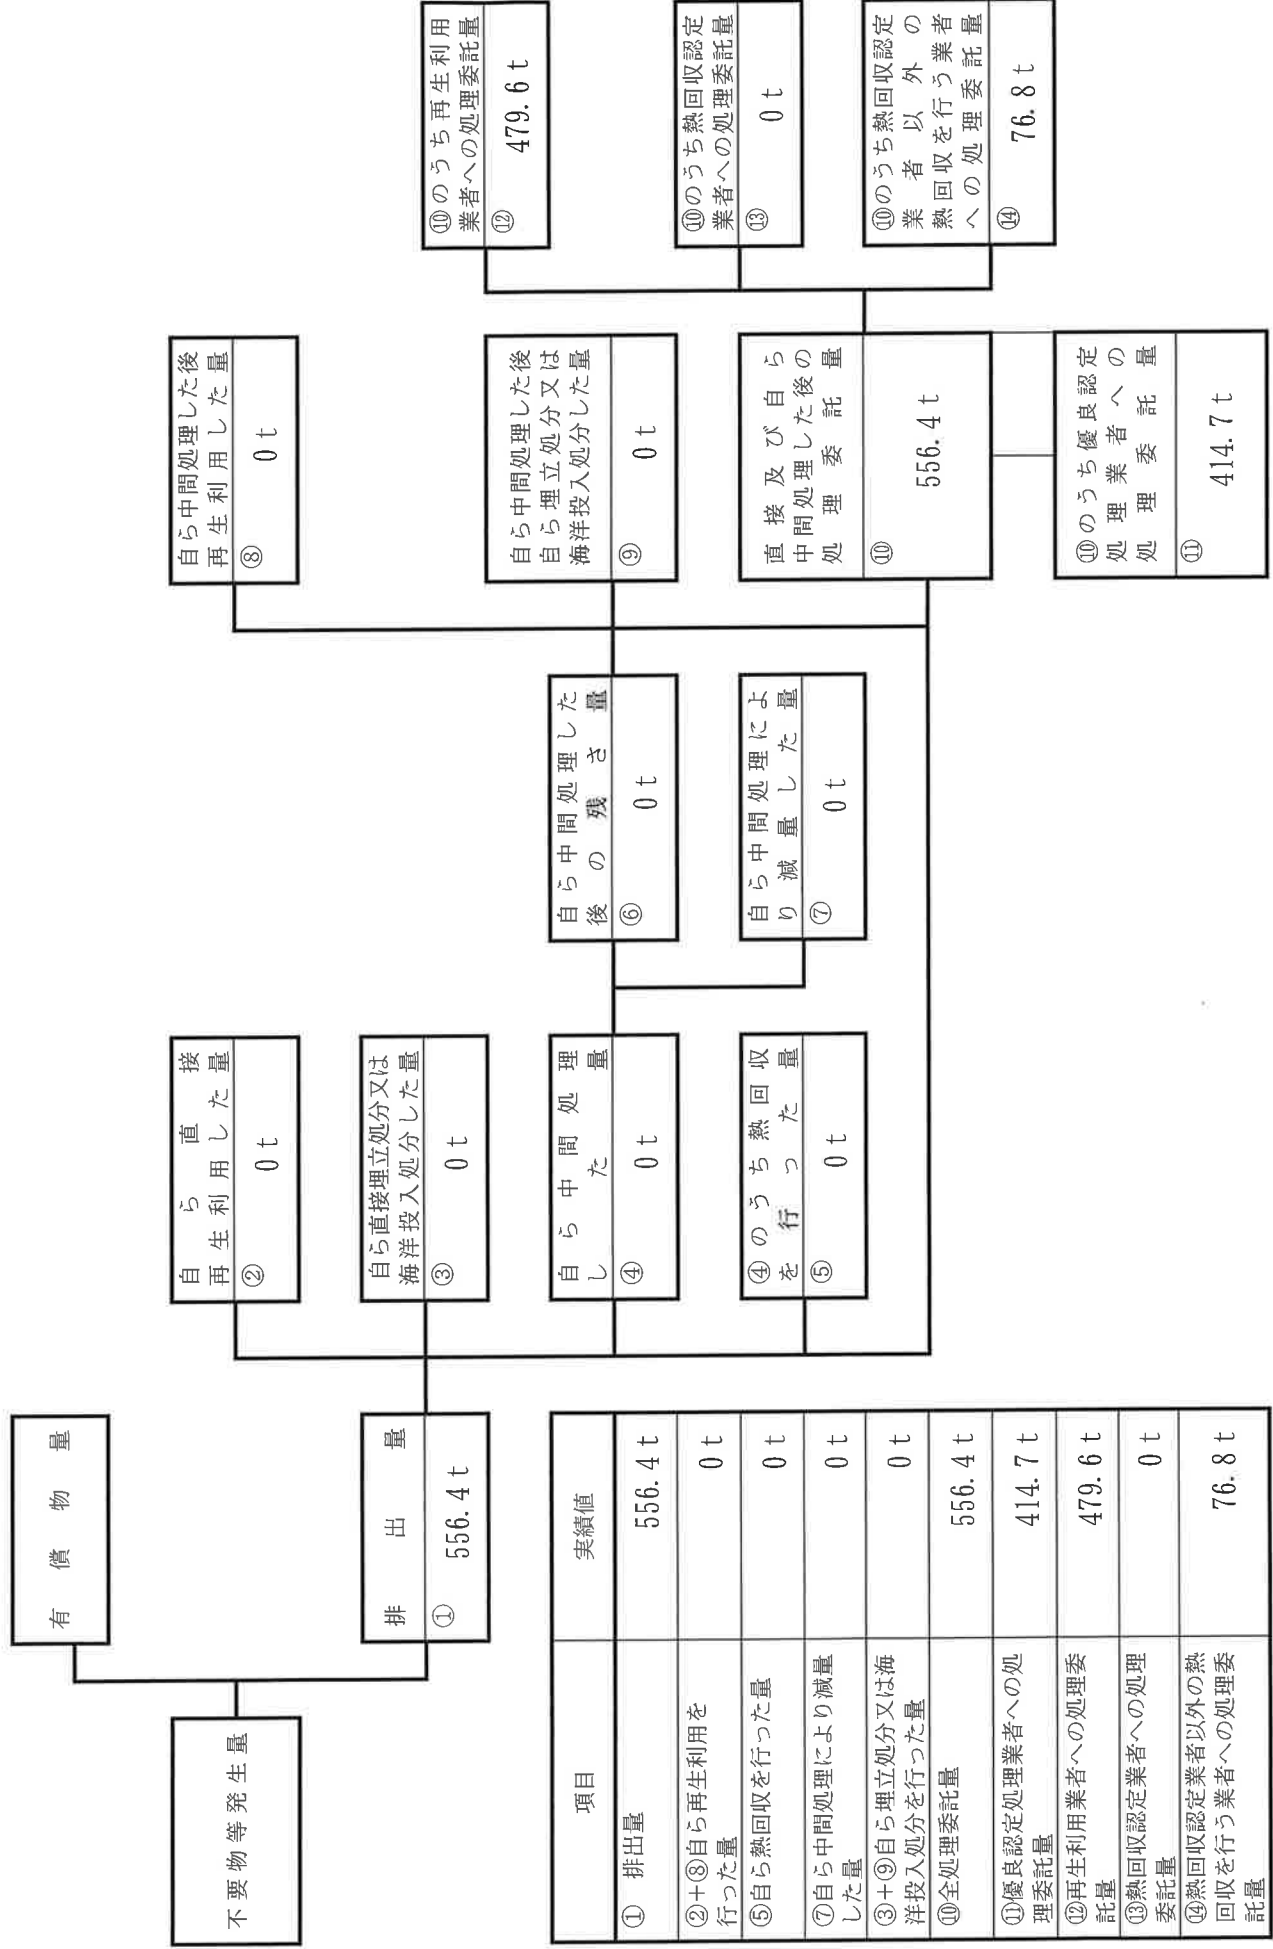 不要物等発生量
有償物量
排出量
① 556.4t
自ら直接
再生利用した量
② 0t
自ら直接埋立処分又は
海洋投入処分した量
③ 0t
自ら中間処理
した量
④ 0t
④のうち熱回収
を行った量
⑤ 0t
自ら中間処理した
後の残さ量
⑥ 0t
自ら中間処理によ
り減量した量
⑦ 0t
自ら中間処理した後
再生利用した量
⑧ 0t
自ら中間処理した後
自ら埋立処分又は
海洋投入処分した量
⑨ 0t
直接及び自ら
中間処理した後の
処理委託量
⑩ 556.4t
⑩のうち優良認定
処理業者への
処理委託量
⑪ 414.7t
⑩のうち再生利用
業者への処理委託量
⑫ 479.6t
⑩のうち熱回収認定
業者への処理委託量
⑬ 0t
⑩のうち熱回収認定
業者以外の
熱回収を行う業者
への処理委託量
⑭ 76.8t
項目 実績値
① 排出量 556.4t
②+⑧自ら再生利用を
行った量 0t
⑤自ら熱回収を行った量 0t
⑦自ら中間処理により減量
した量 0t
③+⑨自ら埋立処分又は海
洋投入処分を行った量 0t
⑩全処理委託量 556.4t
⑪優良認定処理業者への処
理委託量 414.7t
⑫再生利用業者への処理委
託量 479.6t
⑬熱回収認定業者への処理
委託量 0t
⑭熱回収認定業者以外の熱
回収を行う業者への処理委
託量 76.8t